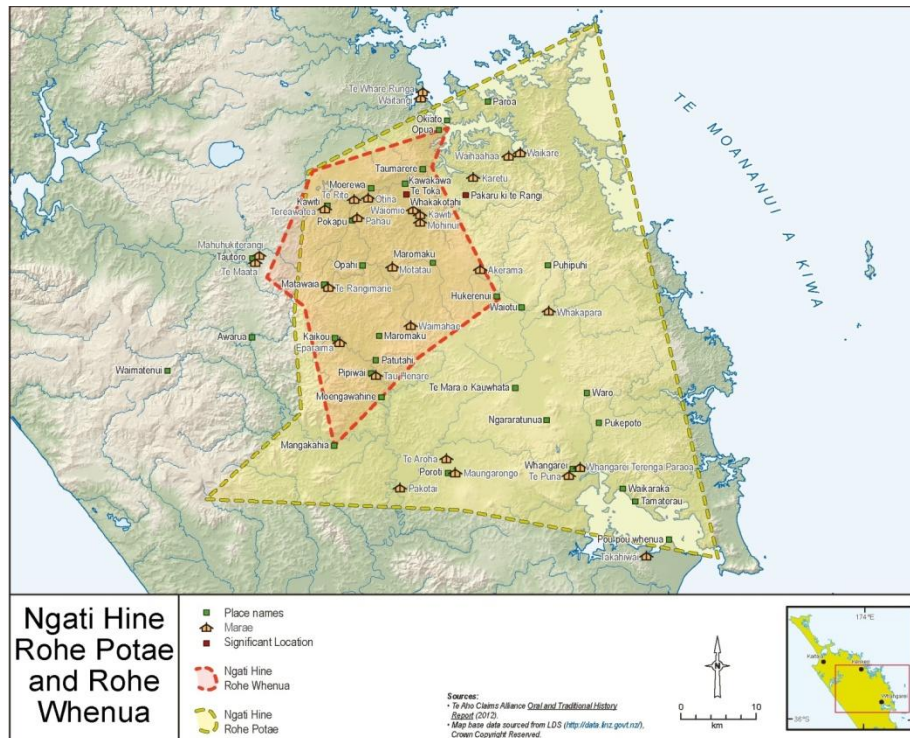 Te Whare Runga
Waitangi
Paroa
Okiato
Opua
Waihaahaa
Waikare
Taumarere
Karetu
Moerewa
Kawakawa
Te Rito
Otiria
Te Toka
Pakaru ki te Rangi
Kawiti
Waiomio
Whakakotahi
Tereawatea
Kawiti
Pokapu
Pahau
Mohinui
Mahuhukiterangi
Tautoro
Te Maata
Opahi
Maromaku
Motatau
Akerama
Puhipuhi
Matawaia
Te Rangimarie
Hukerenui
Waiotu
Whakapara
Waimahae
Awarua
Kaikou
Eparaima
Maromaku
Waimatenui
Patutahi
Pipiwai
Tau Henare
Te Mara o Kauwhata
Waro
Moengawahine
Ngararatunua
Pukepoto
Mangakahia
Te Aroha
Poroti
Maungarongo
Whangarei
Whangarei Terenga Paraoa
Te Puna
Pakotai
Waikaraka
Tamaterau
Poupou whenua
Takahiwai
TE MOANANUI A
KIWA
Ngati Hine
Rohe Potae
and Rohe
Whenua
Place names
Marae
Significant Location
Ngati Hine
Rohe Whenua
Ngati Hine
Rohe Potae
Sources:
• Te Aho Claims Alliance Oral and Traditional History
Report (2012).
• Map base data sourced from LDS (http://data.linz.govt.nz/),
Crown Copyright Reserved.
N
0 10
km
174°E
Kaitaia
Kerikeri
Whangarei
36°S